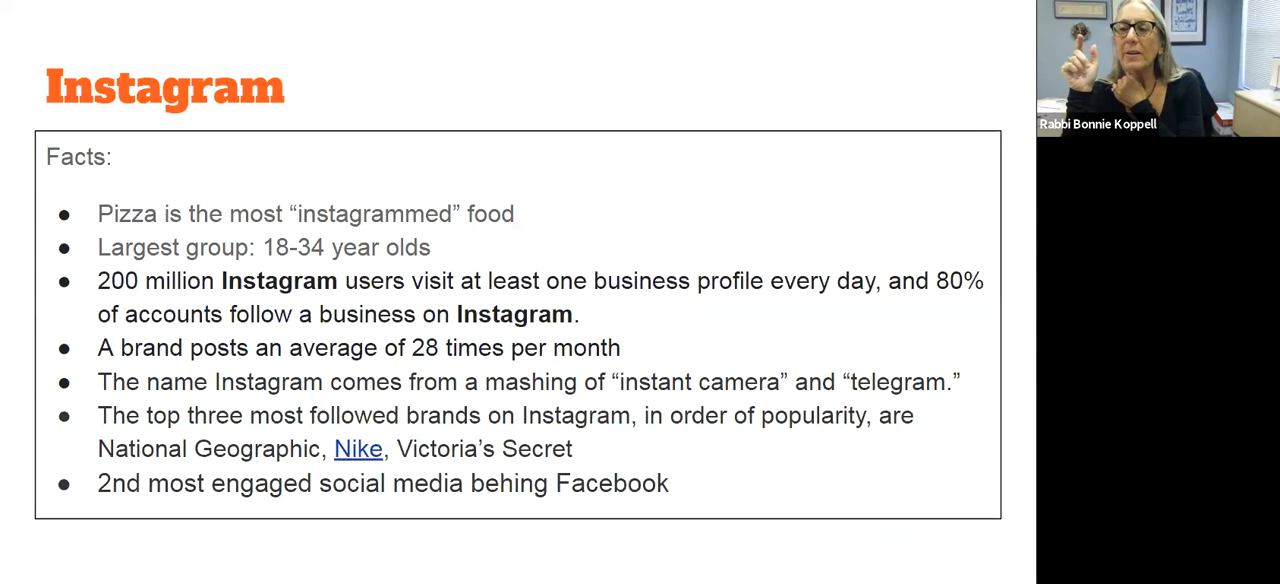 Instagram
Facts:
● Pizza is the most “instagrammed” food
● Largest group: 18-34 year olds
● 200 million Instagram users visit at least one business profile every day, and 80%
of accounts follow a business on Instagram.
● A brand posts an average of 28 times per month
● The name Instagram comes from a mashing of “instant camera” and “telegram.”
● The top three most followed brands on Instagram, in order of popularity, are
National Geographic, Nike, Victoria’s Secret
● 2nd most engaged social media behing Facebook
Rabbi Bonnie Koppell